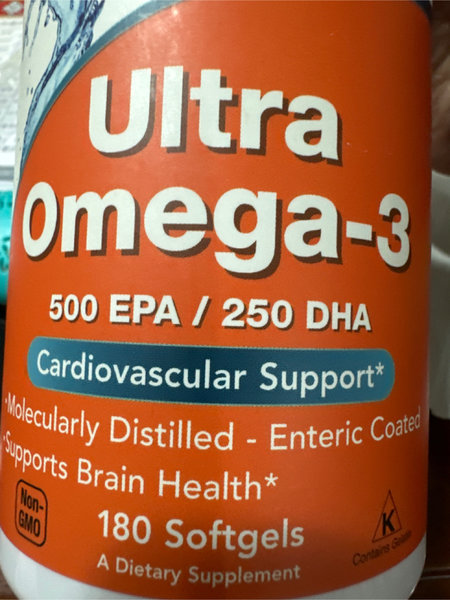 Ultra
Omega-3
500 EPA / 250 DHA
Cardiovascular Support*
•Molecularly Distilled - Enteric Coated
•Supports Brain Health*
Non-
GMO
180 Softgels
K
Contains Gelatin
A Dietary Supplement